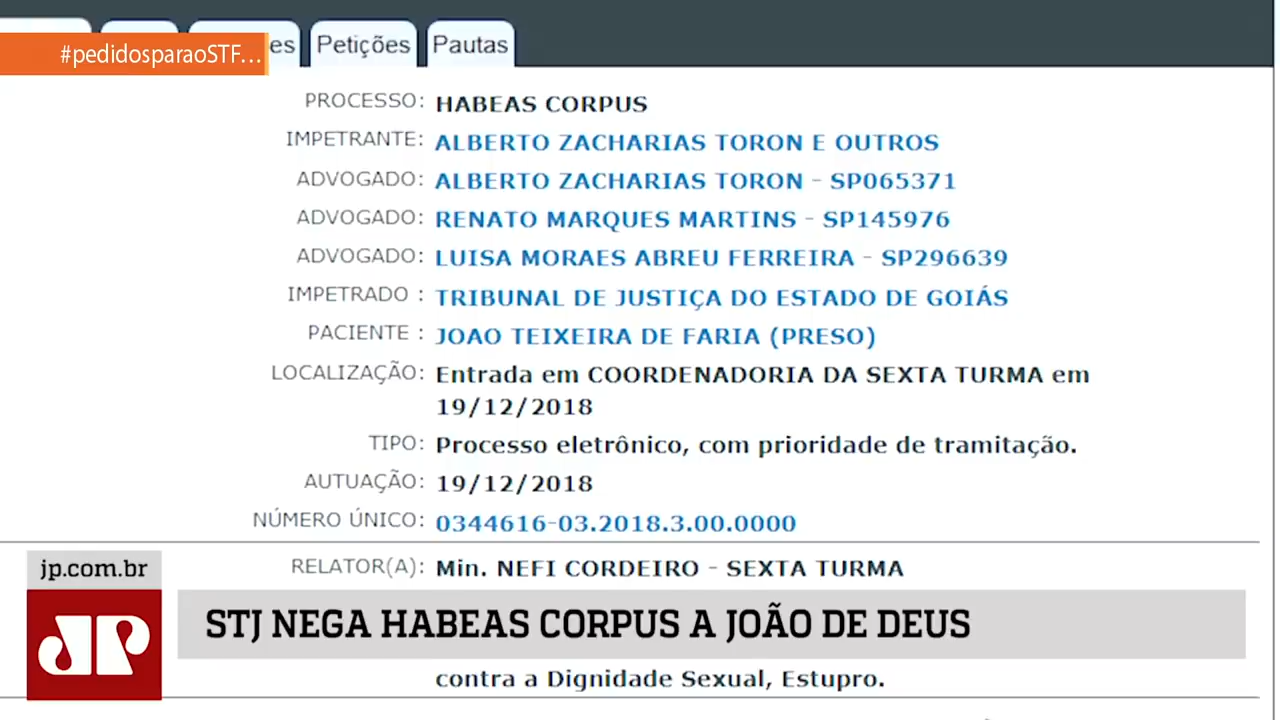 es Petições Pautas
#pedidosparaoSTF...
PROCESSO: HABEAS CORPUS
IMPETRANTE: ALBERTO ZACHARIAS TORON E OUTROS
ADVOGADO: ALBERTO ZACHARIAS TORON - SP065371
ADVOGADO: RENATO MARQUES MARTINS - SP145976
ADVOGADO: LUISA MORAES ABREU FERREIRA - SP296639
IMPETRADO : TRIBUNAL DE JUSTIÇA DO ESTADO DE GOIÁS
PACIENTE : JOAO TEIXEIRA DE FARIA (PRESO)
LOCALIZAÇÃO: Entrada em COORDENADORIA DA SEXTA TURMA em
19/12/2018
TIPO: Processo eletrônico, com prioridade de tramitação.
AUTUAÇÃO: 19/12/2018
NÚMERO ÚNICO: 0344616-03.2018.3.00.0000
RELATOR(A): Min. NEFI CORDEIRO - SEXTA TURMA
jp.com.br
JP
STJ NEGA HABEAS CORPUS A JOÃO DE DEUS
contra a Dignidade Sexual, Estupro.